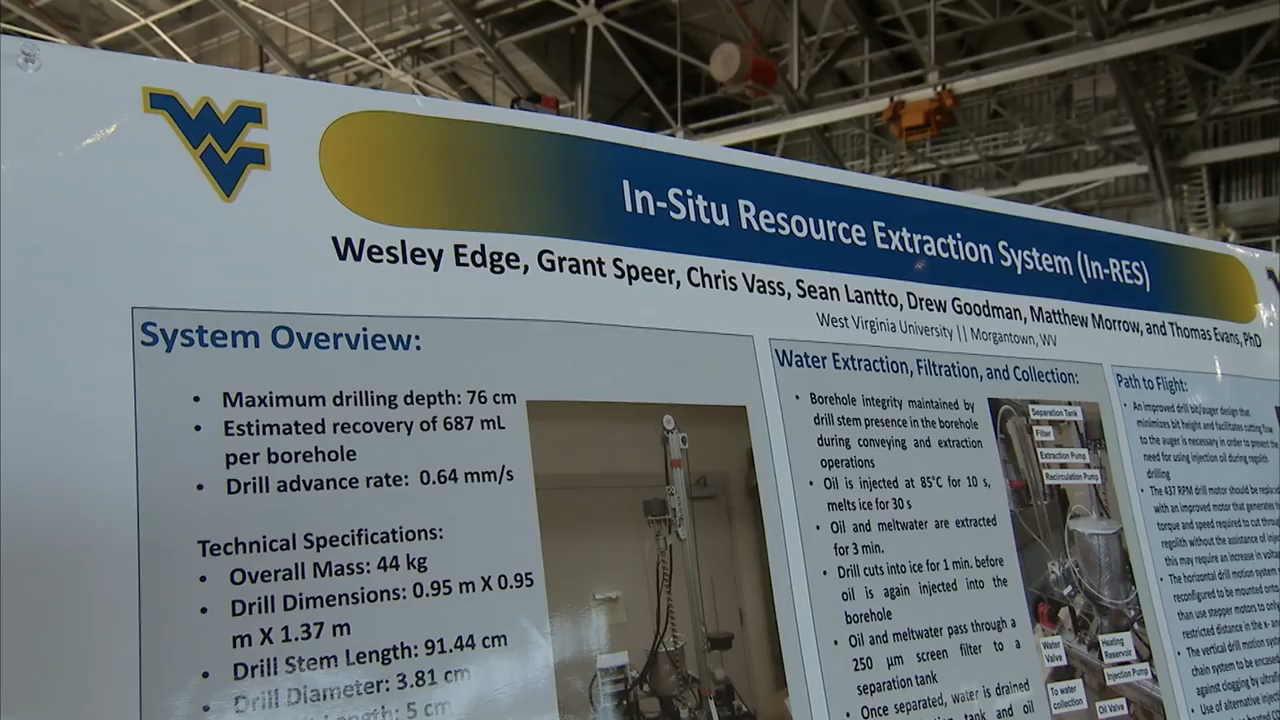 WV
In-Situ Resource Extraction System (In-RES)
Wesley Edge, Grant Speer, Chris Vass, Sean Lantto, Drew Goodman, Matthew Morrow, and Thomas Evans, PhD
West Virginia University || Morgantown, WV
System Overview:
• Maximum drilling depth: 76 cm
• Estimated recovery of 687 mL
per borehole
• Drill advance rate: 0.64 mm/s
Technical Specifications:
• Overall Mass: 44 kg
• Drill Dimensions: 0.95 m X 0.95
m X 1.37 m
• Drill Stem Length: 91.44 cm
Drill Diameter: 3.81 cm
5 cm
Water Extraction, Filtration, and Collection:
• Borehole integrity maintained by
drill stem presence in the borehole
during conveying and extraction
operations
• Oil is injected at 85°C for 10 s,
melts ice for 30 s
• Oil and meltwater are extracted
for 3 min.
• Drill cuts into ice for 1 min. before
oil is again injected into the
borehole
• Oil and meltwater pass through a
250 µm screen filter to a
separation tank
• Once separated, water is drained
tank and oil
Separation Tank
Filter
Extraction Pump
Recirculation Pump
Water
Valve
Heating
Reservoir
Injection Pump
To water
collection
Oil Valve
Path to Flight:
• An improved drill bit/auger design that
minimizes bit height and facilitates cutting flow
to the auger is necessary in order to prevent the
need for using injection oil during regolith
drilling
• The 437 RPM drill motor should be
with an improved motor that generates
torque and speed required to cut
regolith without the assistance of
this may require an increase in
• The horizontal drill motion system
reconfigured to be mounted
than use stepper motors to
restricted distance in the x-
• The vertical drill motion
chain system to be
against clogging by
• Use of alternative